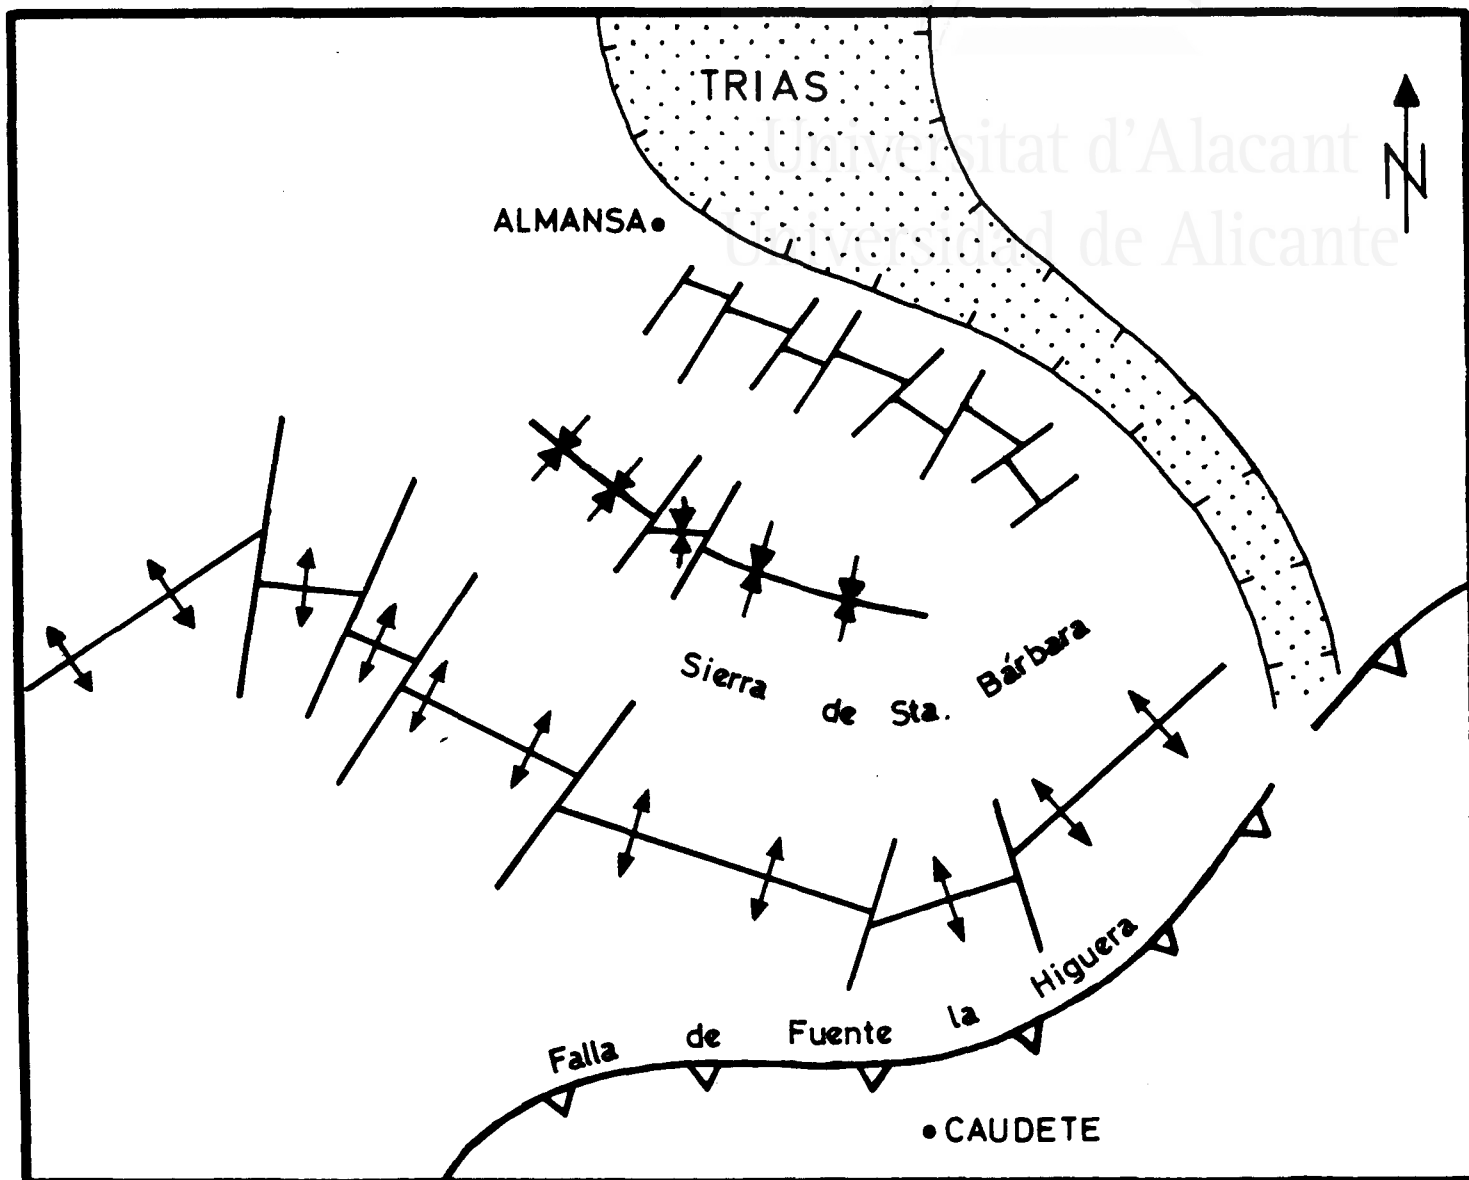 TRIAS
Universitat d'Alacant
Universidad de Alicante
N
ALMANSA
Sierra de Sta. Bárbara
Falla de Fuente la Higuera
CAUDETE